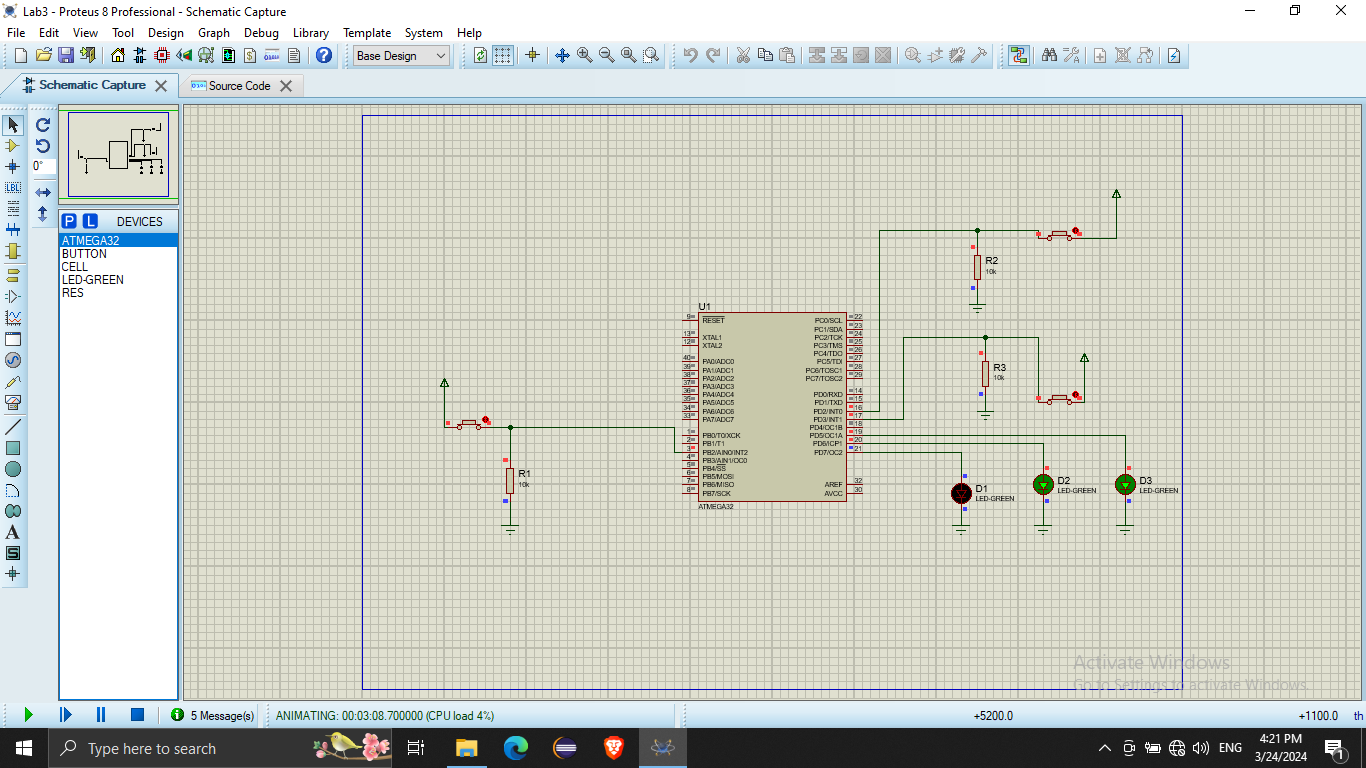 Lab3 - Proteus 8 Professional - Schematic Capture
File Edit View Tool Design Graph Debug Library Template System Help
Base Design
Schematic Capture
Source Code
0°
LBL
P L DEVICES
ATMEGA32
BUTTON
CELL
LED-GREEN
RES
A
S
U1
9 RESET
13 XTAL1
12 XTAL2
40 PA0/ADC0
39 PA1/ADC1
38 PA2/ADC2
37 PA3/ADC3
36 PA4/ADC4
35 PA5/ADC5
34 PA6/ADC6
33 PA7/ADC7
1 PB0/T0/XCK
2 PB1/T1
3 PB2/AIN0/INT2
4 PB3/AIN1/OC0
5 PB4/SS
6 PB5/MOSI
7 PB6/MISO
8 PB7/SCK
PC0/SCL 22
PC1/SDA 23
PC2/TCK 24
PC3/TMS 25
PC4/TDO 26
PC5/TDI 27
PC6/TOSC1 28
PC7/TOSC2 29
PD0/RXD 14
PD1/TXD 15
PD2/INT0 16
PD3/INT1 17
PD4/OC1B 18
PD5/OC1A 19
PD6/ICP1 20
PD7/OC2 21
AREF 32
AVCC 30
ATMEGA32
R1
10k
R2
10k
R3
10k
D1
LED-GREEN
D2
LED-GREEN
D3
LED-GREEN
Activate Windows
Go to Settings to activate Windows.
5 Message(s)
ANIMATING: 00:03:08.700000 (CPU load 4%)
+5200.0
+1100.0 th
Type here to search
ENG
4:21 PM
3/24/2024
1